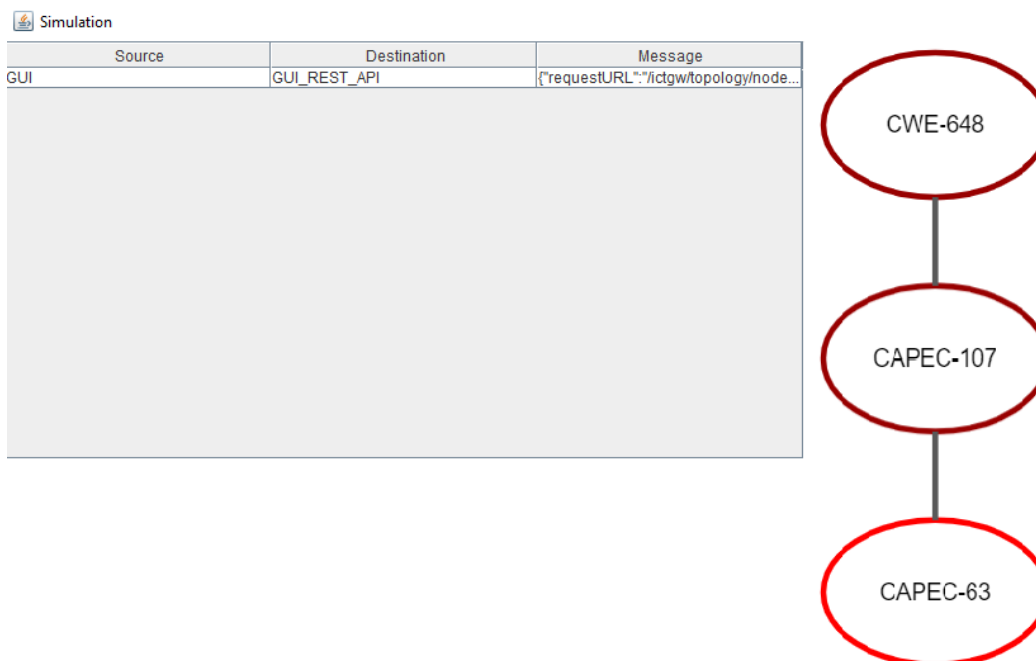 Simulation
Source Destination Message
GUI GUI_REST_API {"requestURL":"/ictgw/topology/node...
CWE-648
CAPEC-107
CAPEC-63